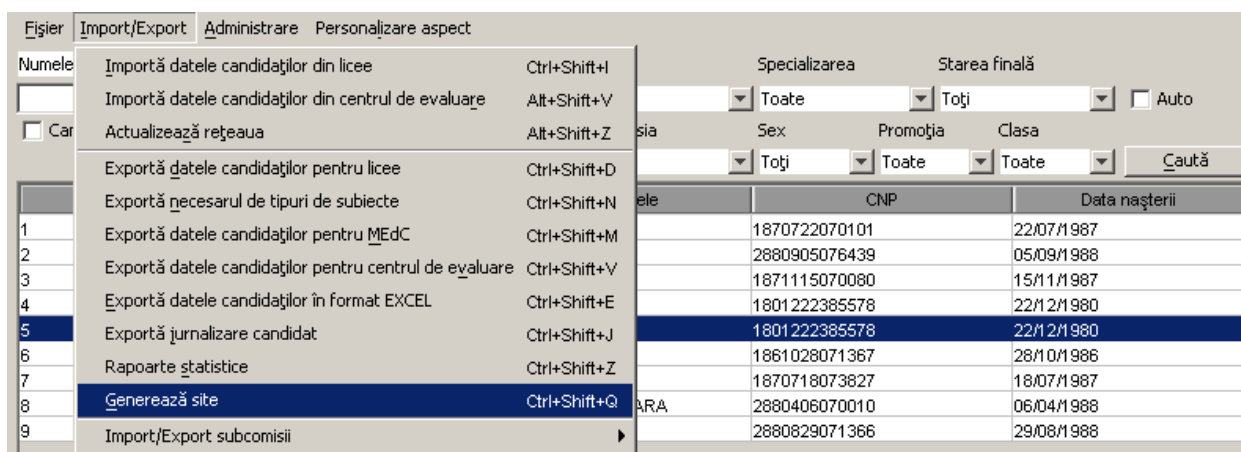 Fişier Import/Export Administrare Personalizare aspect
Numele Specializarea Starea finală
Importă datele candidaţilor din licee Ctrl+Shift+I
Importă datele candidaţilor din centrul de evaluare Alt+Shift+V Toate Toţi Auto
Actualizează reţeaua Alt+Shift+Z Sex Promoţia Clasa
Exportă datele candidaţilor pentru licee Ctrl+Shift+D Toţi Toate Toate Caută
Exportă necesarul de tipuri de subiecte Ctrl+Shift+N CNP Data naşterii
Exportă datele candidaţilor pentru MEdC Ctrl+Shift+M
1 1870722070101 22/07/1987
2 2880905076439 05/09/1988
Exportă datele candidaţilor pentru centrul de evaluare Ctrl+Shift+V
3 1871115070080 15/11/1987
Exportă datele candidaţilor în format EXCEL Ctrl+Shift+E
4 1801222385578 22/12/1980
Exportă jurnalizare candidat Ctrl+Shift+J
5 1801222385578 22/12/1980
6 1861028071367 28/10/1986
Rapoarte statistice Ctrl+Shift+Z
7 1870718073827 18/07/1987
Generează site Ctrl+Shift+Q
8 ARA 2880406070010 06/04/1988
9 2880829071366 29/08/1988
Import/Export subcomisii